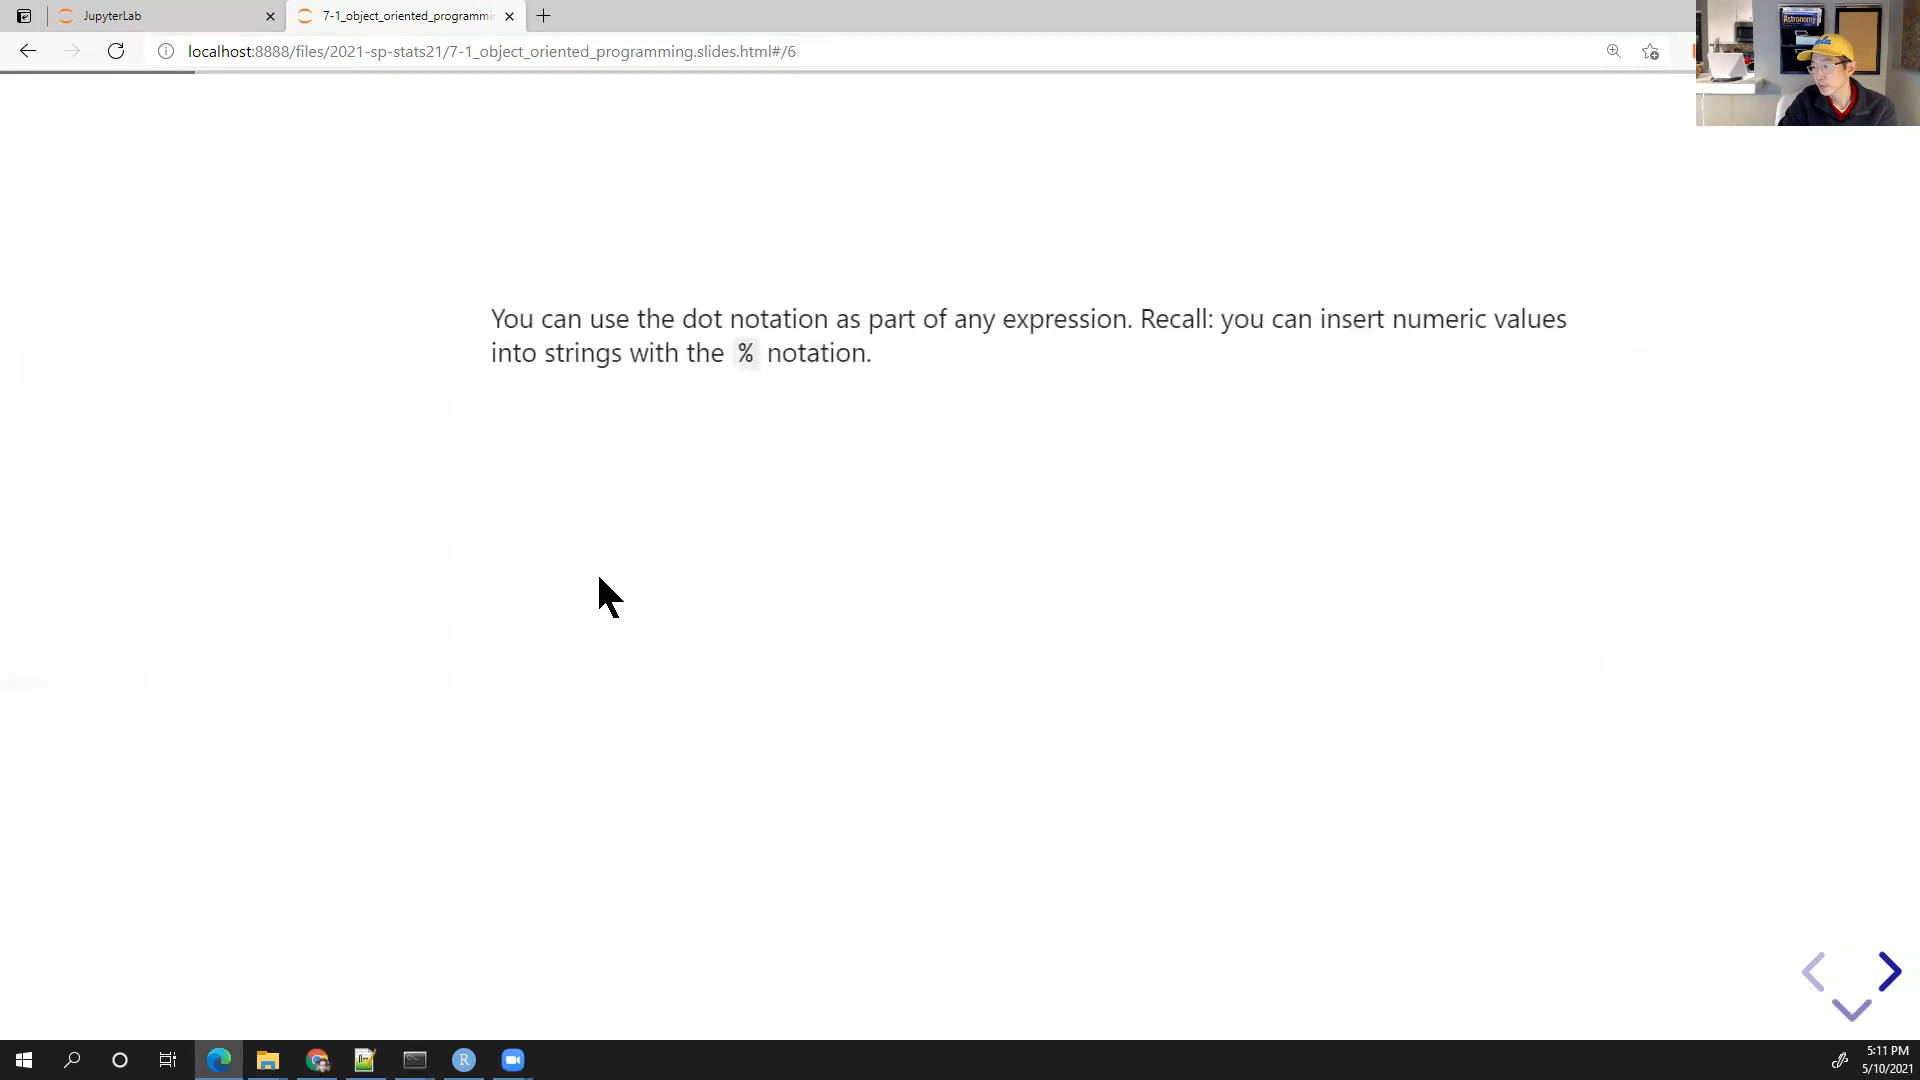 JupyterLab
7-1_object_oriented_programmi
localhost:8888/files/2021-sp-stats21/7-1_object_oriented_programming.slides.html#/6
Astronomy
You can use the dot notation as part of any expression. Recall: you can insert numeric values
into strings with the % notation.
R
5:11 PM
5/10/2021